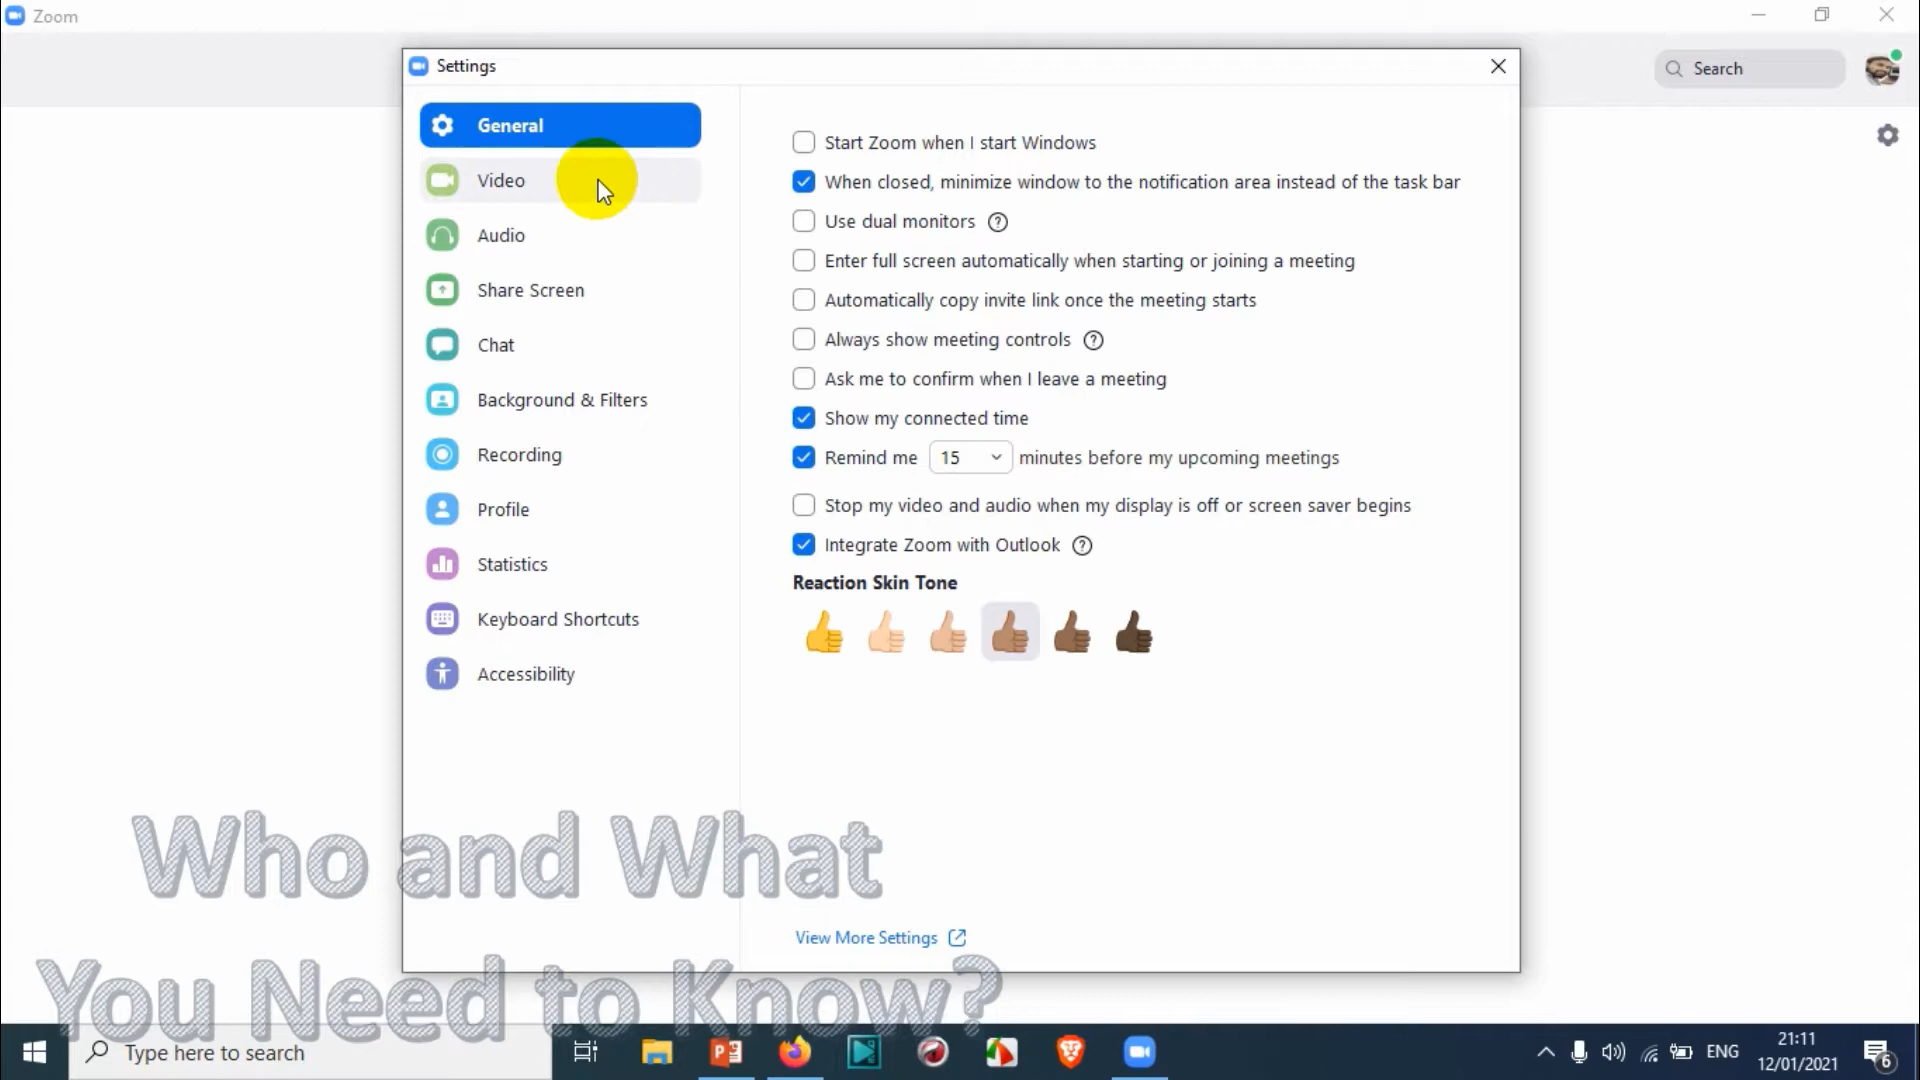 Zoom
Settings
Search
General
Video
Audio
Share Screen
Chat
Background & Filters
Recording
Profile
Statistics
Keyboard Shortcuts
Accessibility
Start Zoom when I start Windows
When closed, minimize window to the notification area instead of the task bar
Use dual monitors
Enter full screen automatically when starting or joining a meeting
Automatically copy invite link once the meeting starts
Always show meeting controls
Ask me to confirm when I leave a meeting
Show my connected time
Remind me 15 minutes before my upcoming meetings
Stop my video and audio when my display is off or screen saver begins
Integrate Zoom with Outlook
Reaction Skin Tone
View More Settings
Who and What
You Need to Know?
Type here to search
ENG
21:11
12/01/2021
6